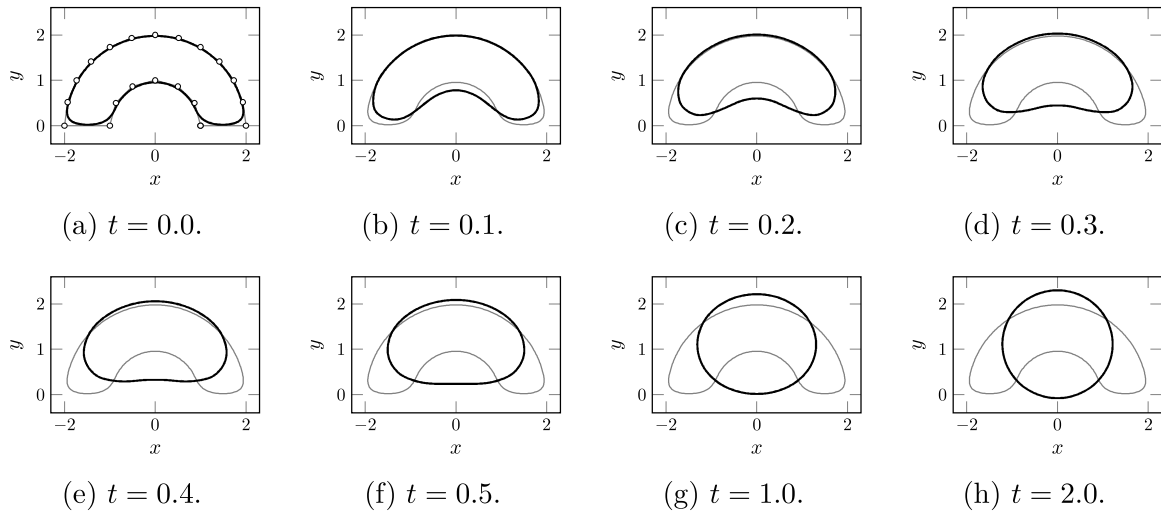 y
2
1
0
−2
0
2
x
(a) t = 0.0.
y
2
1
0
−2
0
2
x
(b) t = 0.1.
y
2
1
0
−2
0
2
x
(c) t = 0.2.
y
2
1
0
−2
0
2
x
(d) t = 0.3.
y
2
1
0
−2
0
2
x
(e) t = 0.4.
y
2
1
0
−2
0
2
x
(f) t = 0.5.
y
2
1
0
−2
0
2
x
(g) t = 1.0.
y
2
1
0
−2
0
2
x
(h) t = 2.0.